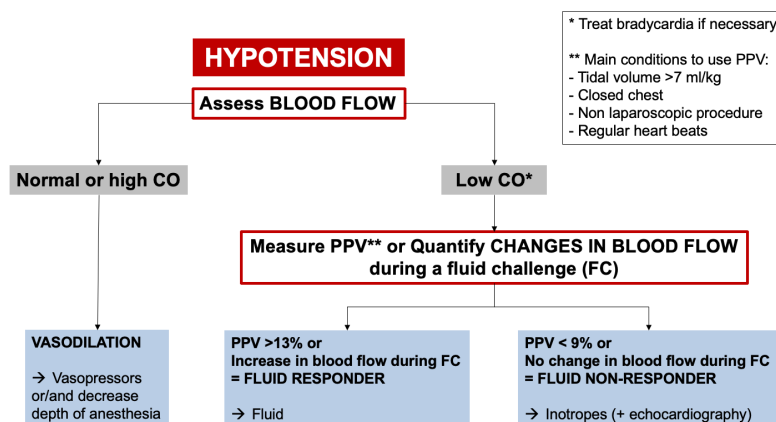 HYPOTENSION
Assess BLOOD FLOW
* Treat bradycardia if necessary
** Main conditions to use PPV:
- Tidal volume >7 ml/kg
- Closed chest
- Non laparoscopic procedure
- Regular heart beats
Normal or high CO
Low CO*
Measure PPV** or Quantify CHANGES IN BLOOD FLOW
during a fluid challenge (FC)
VASODILATION
→ Vasopressors
or/and decrease
depth of anesthesia
PPV >13% or
Increase in blood flow during FC
= FLUID RESPONDER
→ Fluid
PPV < 9% or
No change in blood flow during FC
= FLUID NON-RESPONDER
→ Inotropes (+ echocardiography)